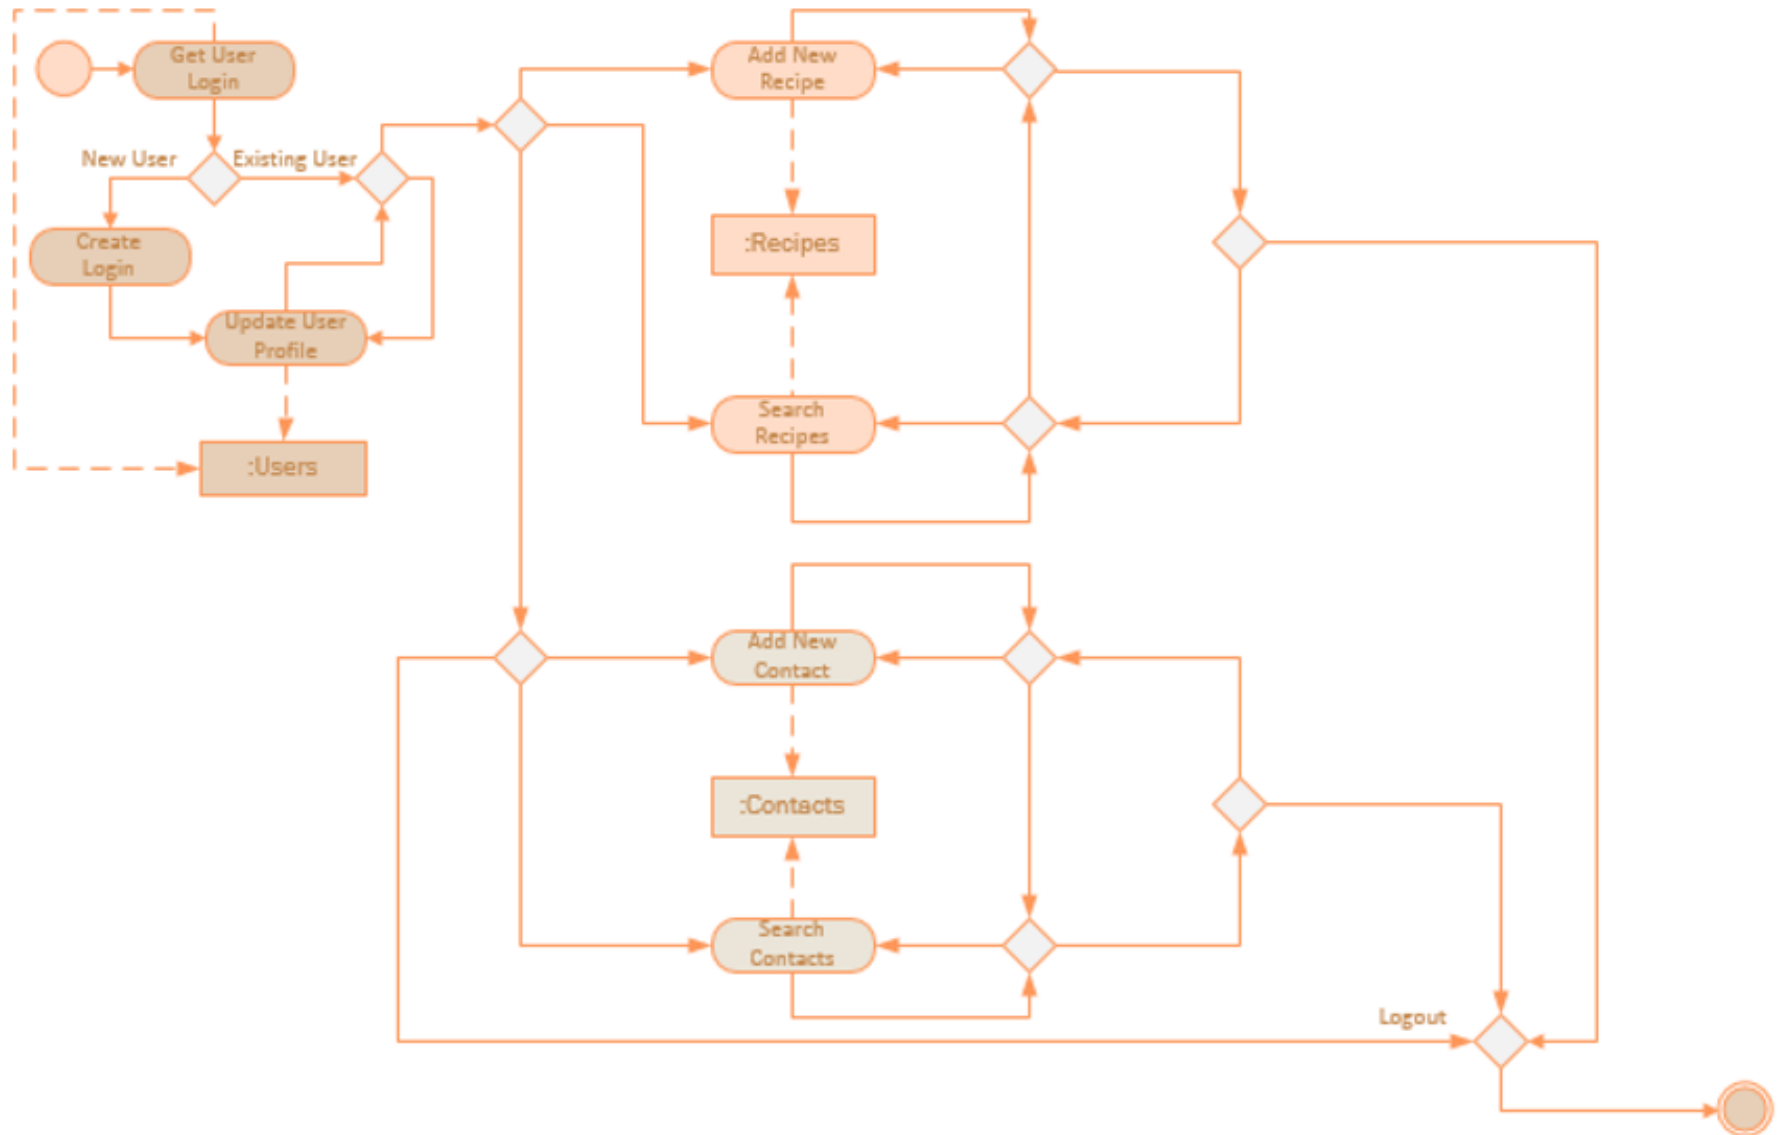 Get User
Login
New User
Existing User
Create
Login
Update User
Profile
:Users
Add New
Recipe
:Recipes
Search
Recipes
Add New
Contact
:Contacts
Search
Contacts
Logout